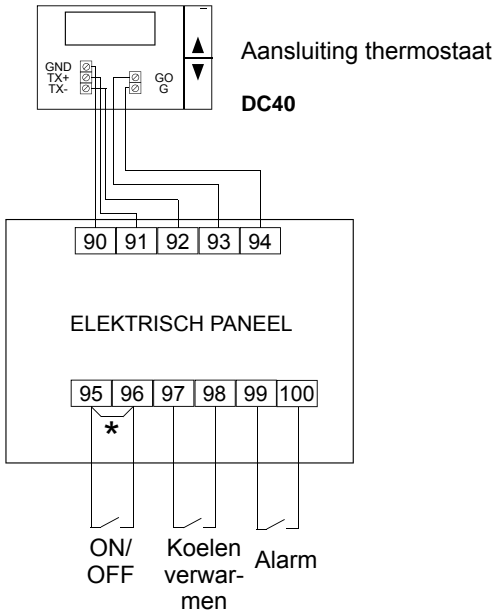 Aansluiting thermostaat
DC40
GND
TX+
TX-
GO
G
90 91 92 93 94
ELEKTRISCH PANEEL
95 96 97 98 99 100
*
ON/
OFF
Koelen
verwar-
men
Alarm